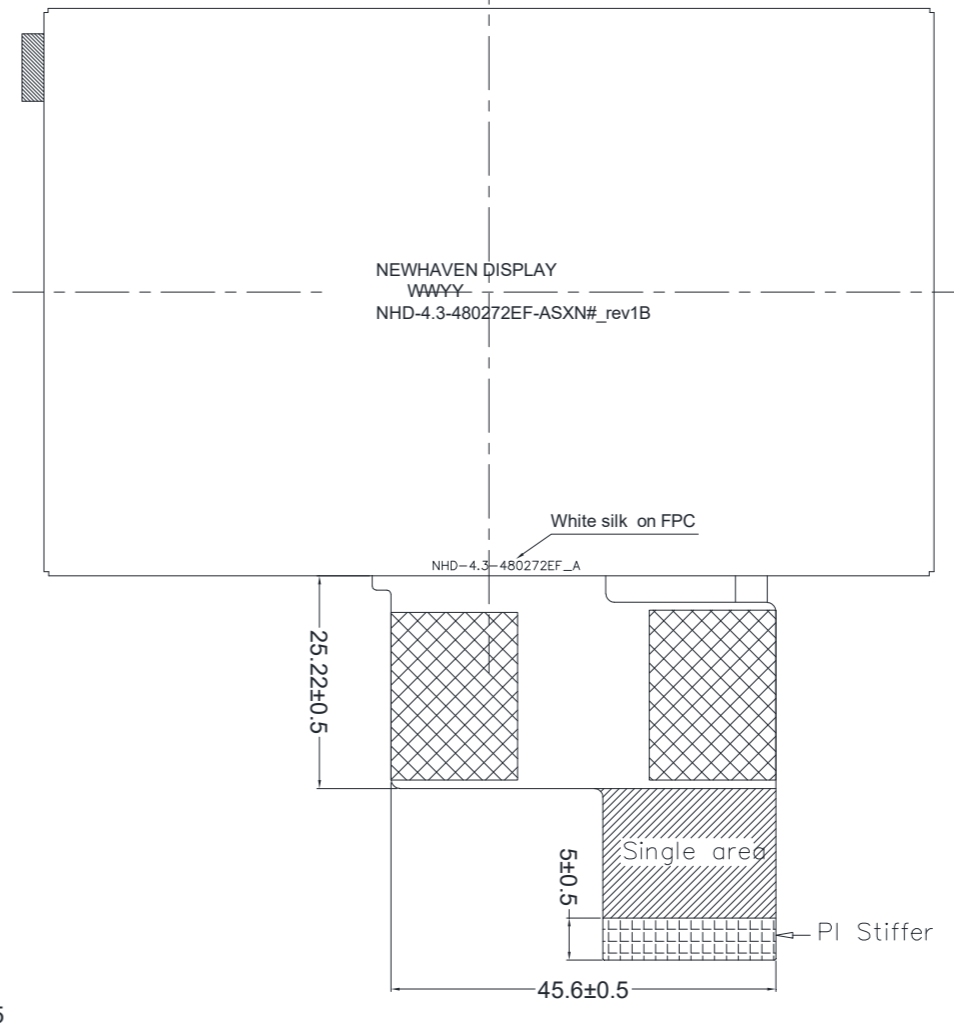 NEWHAVEN DISPLAY
WWYY
NHD-4.3-480272EF-ASXN#_rev1B
White silk on FPC
NHD-4.3-480272EF_A
25.22±0.5
Single area
5±0.5
PI Stiffer
45.6±0.5
5